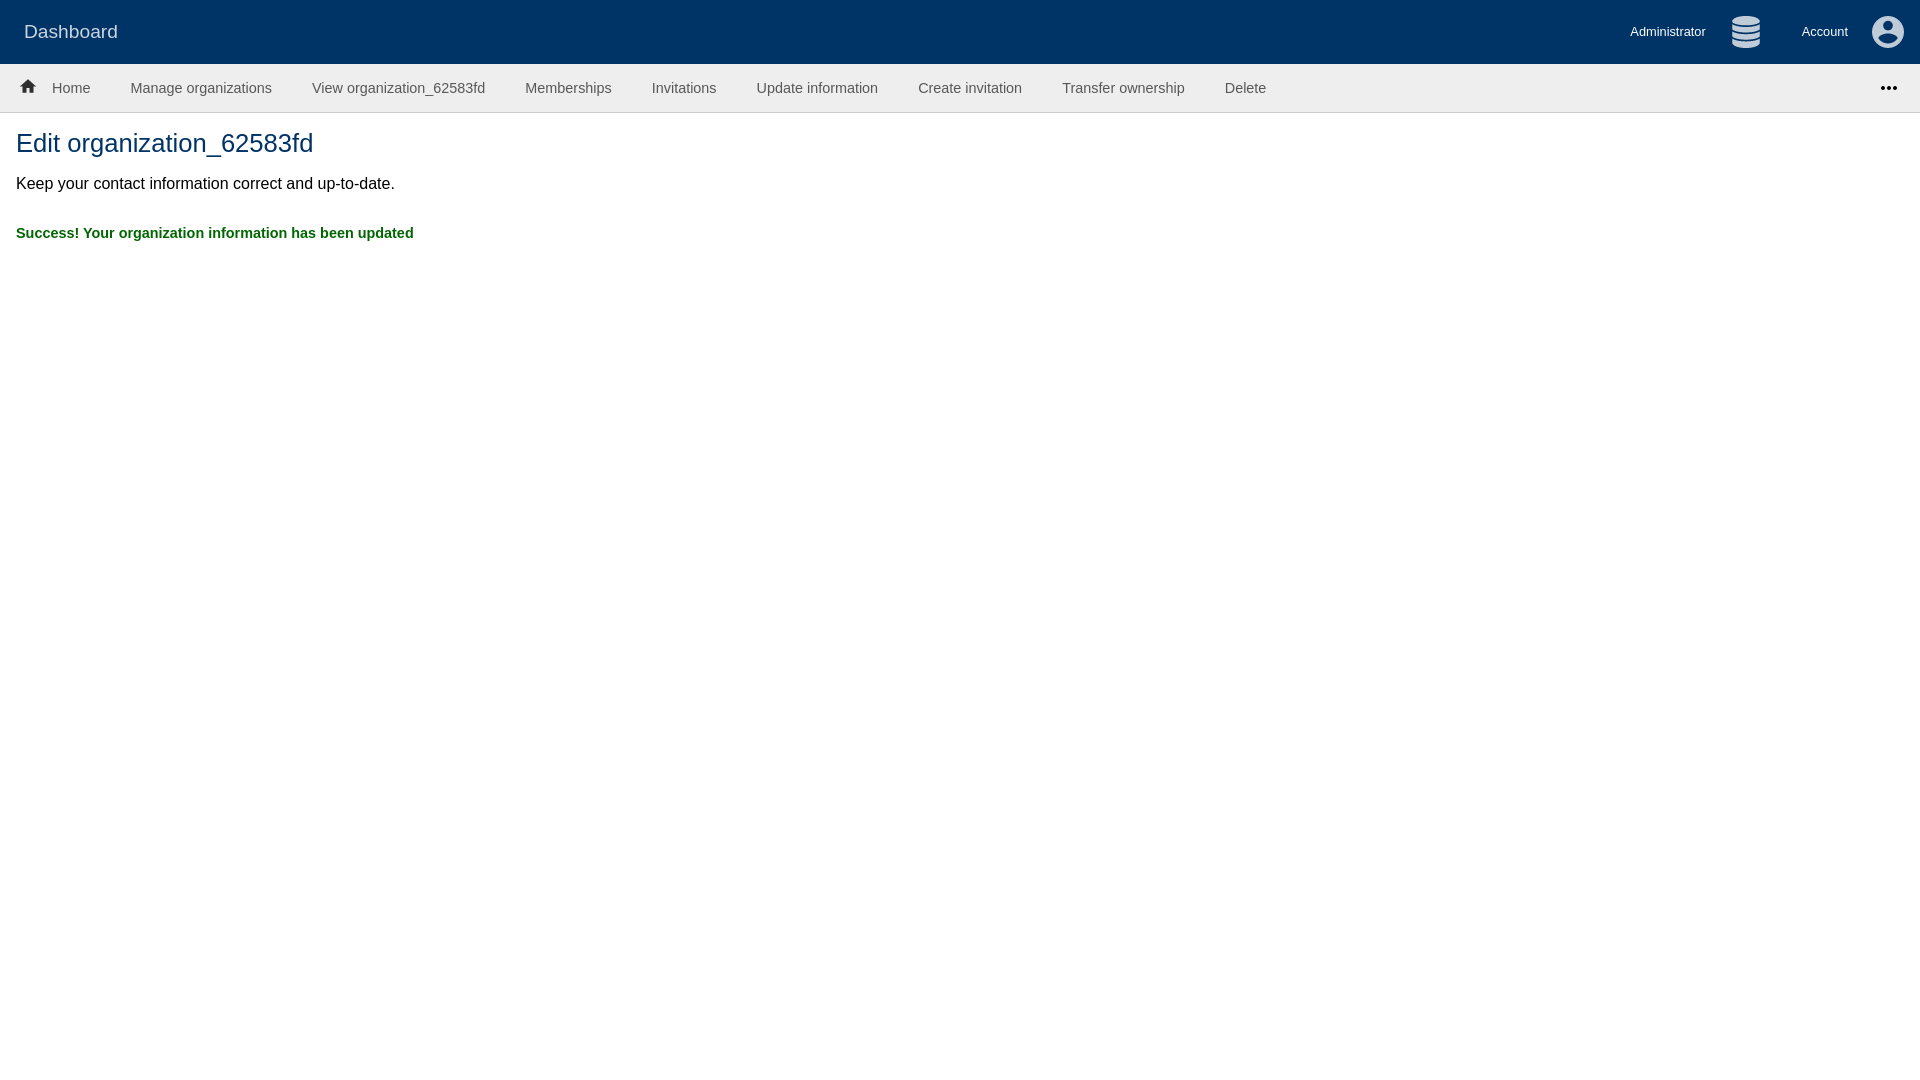 Dashboard
Administrator
Account
Home
Manage organizations
View organization_62583fd
Memberships
Invitations
Update information
Create invitation
Transfer ownership
Delete
Edit organization_62583fd
Keep your contact information correct and up-to-date.
Success! Your organization information has been updated